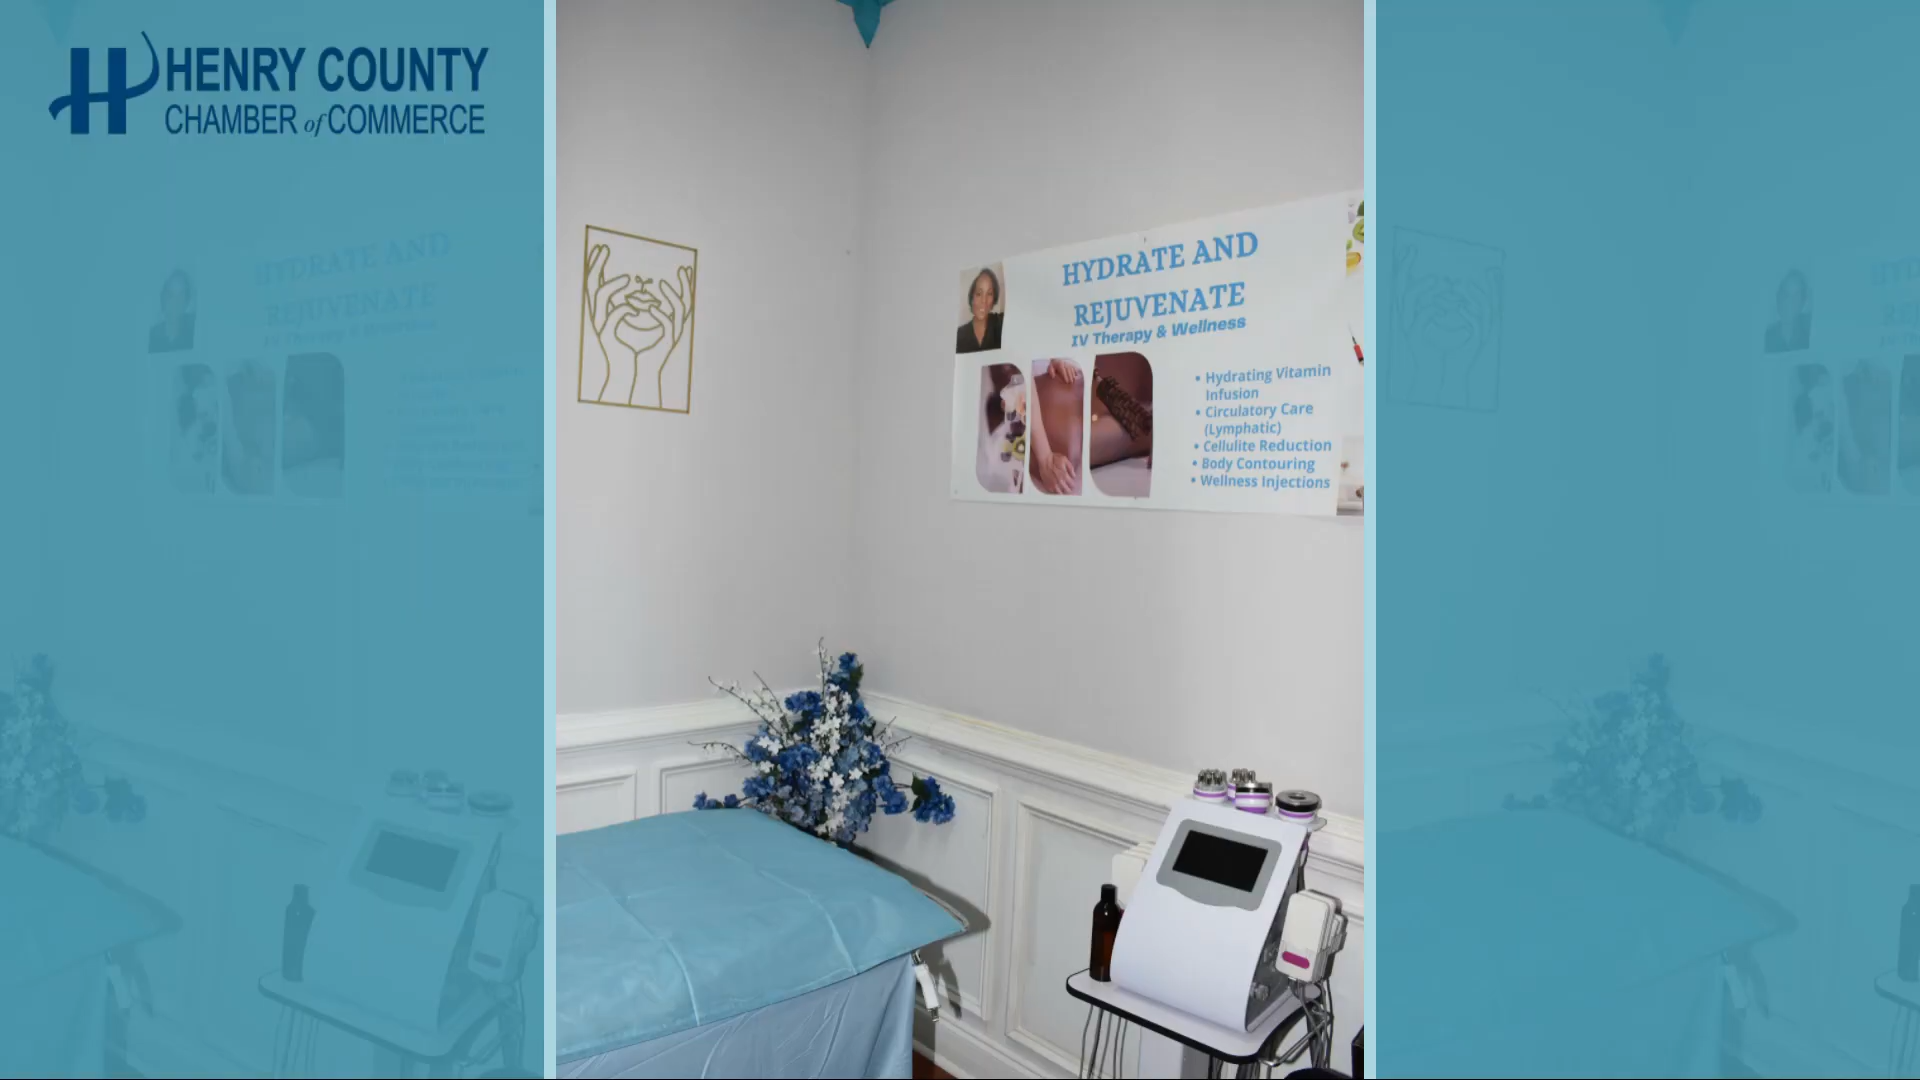 HENRY COUNTY
CHAMBER of COMMERCE
HYDRATE AND
REJUVENATE
IV Therapy & Wellness
• Hydrating Vitamin
Infusion
• Circulatory Care
(Lymphatic)
• Cellulite Reduction
• Body Contouring
• Wellness Injections